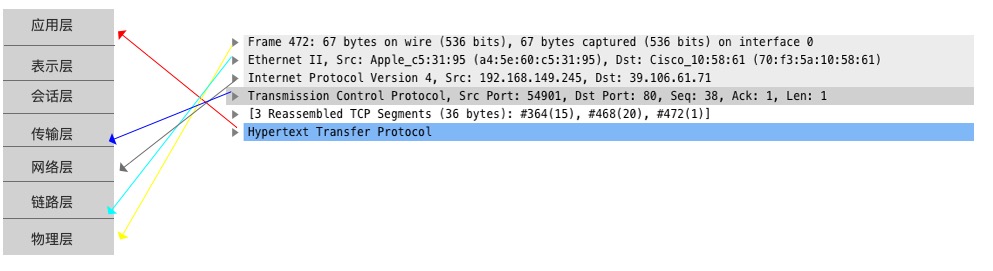 应用层
表示层
会话层
传输层
网络层
链路层
物理层
Frame 472: 67 bytes on wire (536 bits), 67 bytes captured (536 bits) on interface 0
Ethernet II, Src: Apple_c5:31:95 (a4:5e:60:c5:31:95), Dst: Cisco_10:58:61 (70:f3:5a:10:58:61)
Internet Protocol Version 4, Src: 192.168.149.245, Dst: 39.106.61.71
Transmission Control Protocol, Src Port: 54901, Dst Port: 80, Seq: 38, Ack: 1, Len: 1
[3 Reassembled TCP Segments (36 bytes): #364(15), #468(20), #472(1)]
Hypertext Transfer Protocol